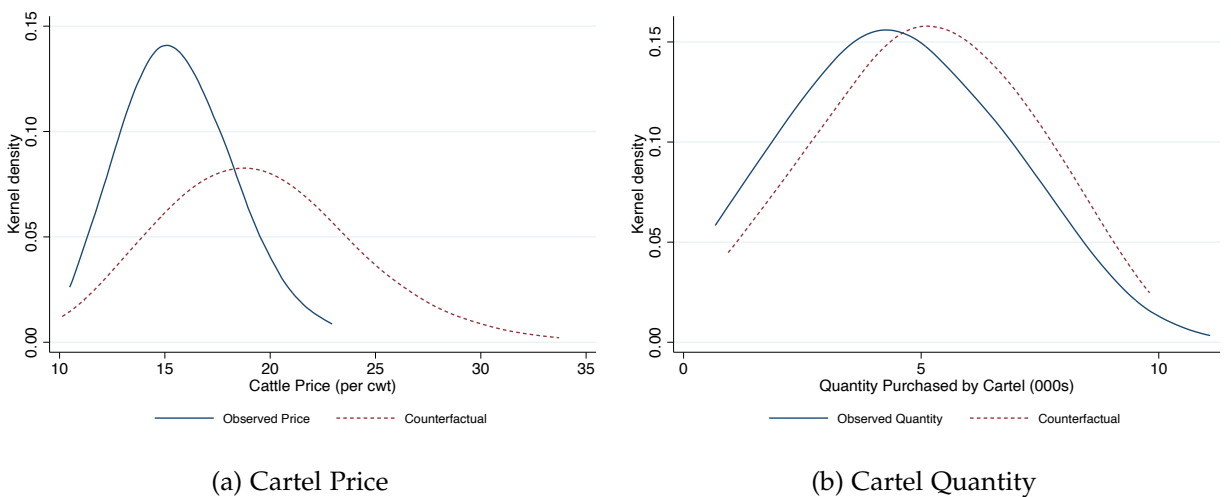 Kernel density
0.00 0.05 0.10 0.15
10 15 20 25 30 35
Cattle Price (per cwt)
Observed Price Counterfactual
(a) Cartel Price
Kernel density
0.00 0.05 0.10 0.15
0 5 10
Quantity Purchased by Cartel (000s)
Observed Quantity Counterfactual
(b) Cartel Quantity